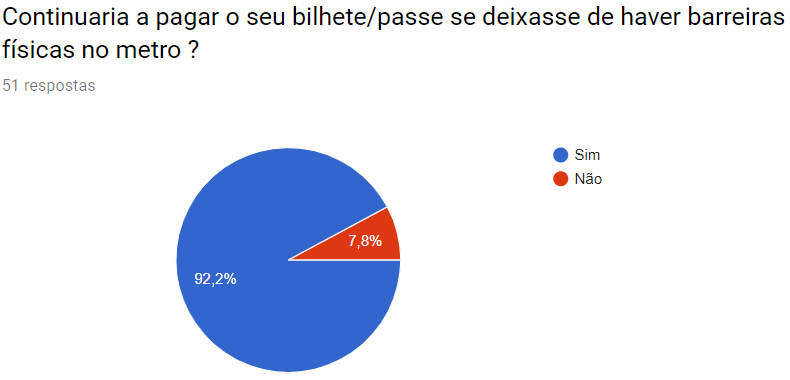 Continuaria a pagar o seu bilhete/passe se deixasse de haver barreiras
físicas no metro ?
51 respostas
Sim
Não
7,8%
92,2%